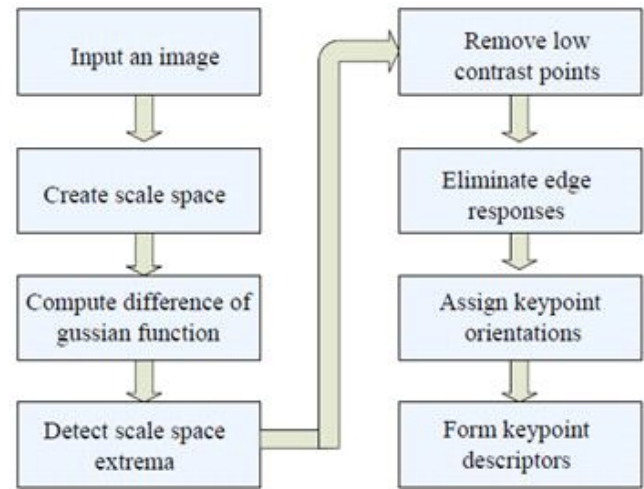 Input an image
Create scale space
Compute difference of
gussian function
Detect scale space
extrema
Remove low
contrast points
Eliminate edge
responses
Assign keypoint
orientations
Form keypoint
descriptors